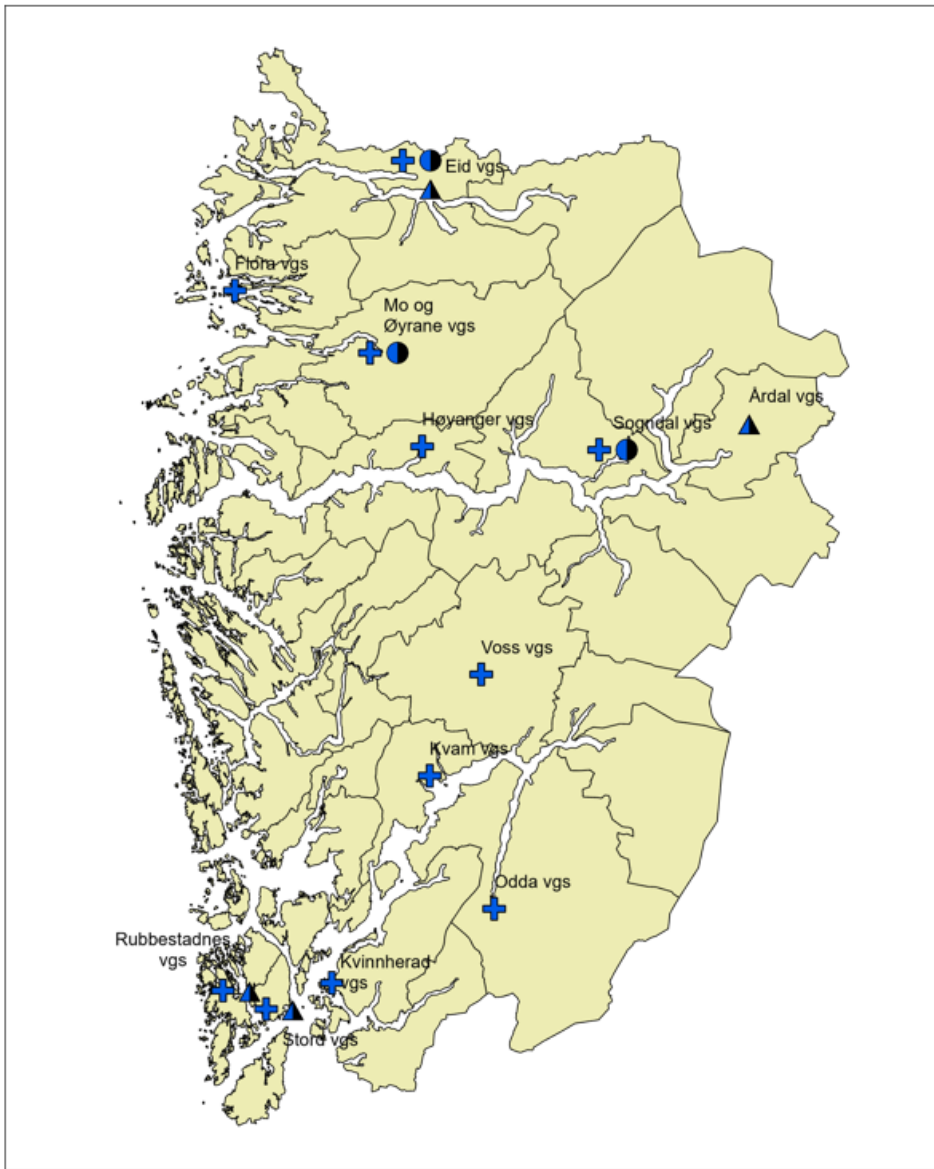 Eid vgs
Flora vgs
Mo og
Øyrane vgs
Årdal vgs
Høyanger vgs
Sogndal vgs
Voss vgs
Kvam vgs
Odda vgs
Rubbestadnes
vgs
Kvinnherad
vgs
Stord vgs